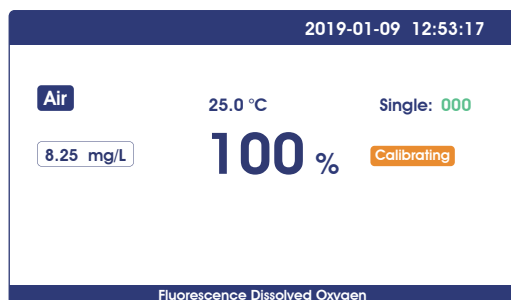 2019-01-09 12:53:17
Air
25.0 °C
Single: 000
8.25 mg/L
100 %
Calibrating
Fluorescence Dissolved Oxygen